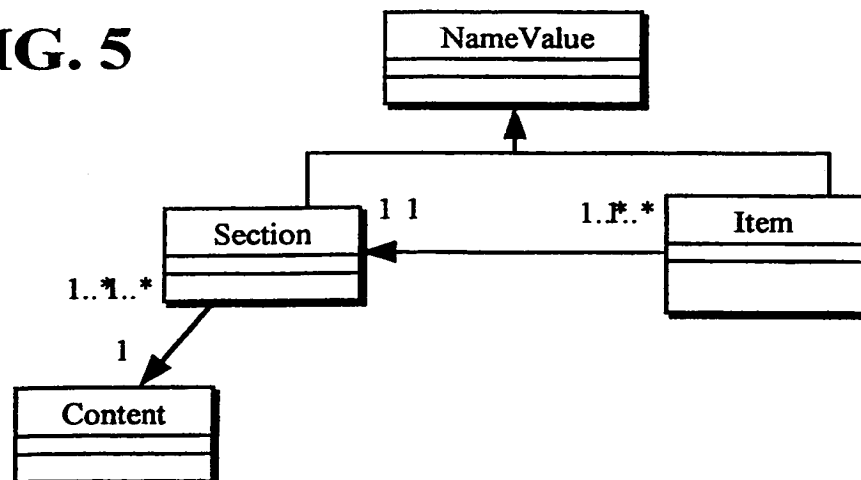 IG. 5
NameValue
Section
1 1
1..*1..*
Item
1..*1..*
1
Content